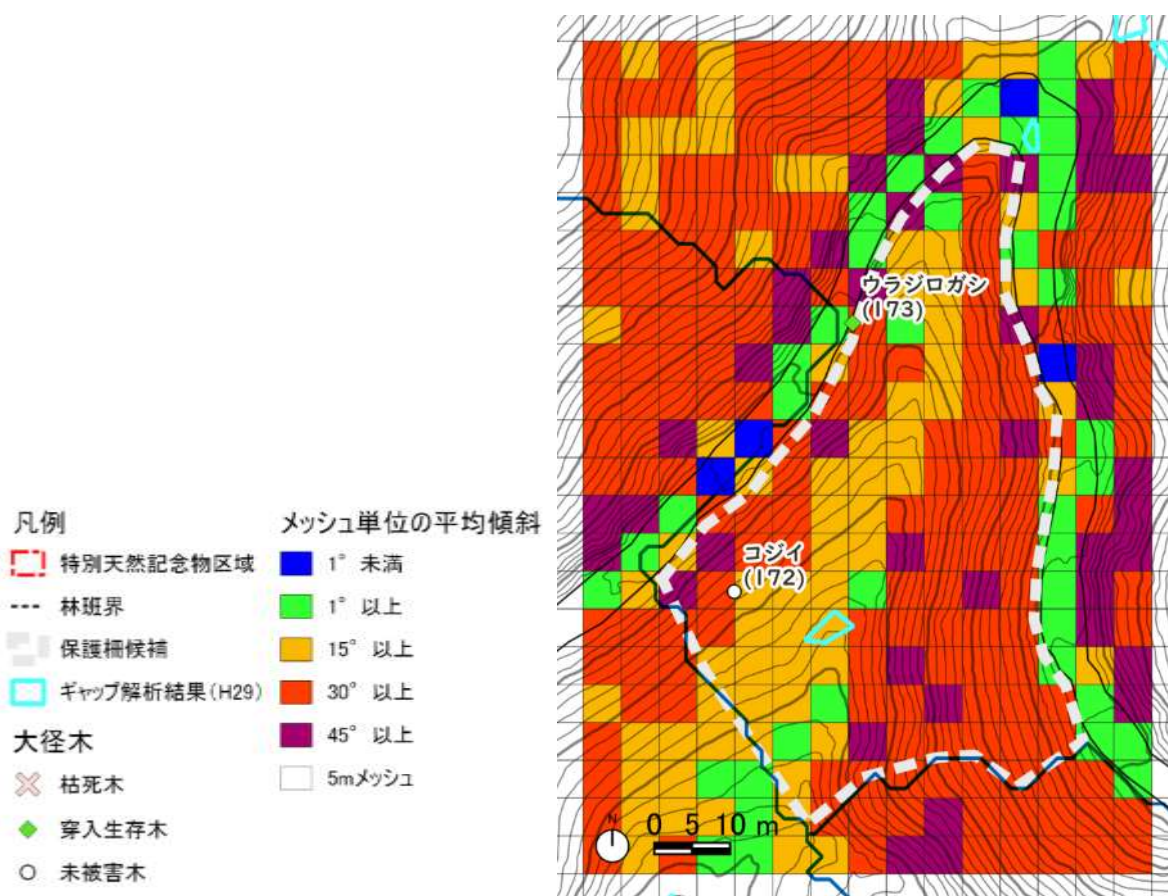 凡例
特別天然記念物区域
林班界
保護柵候補
ギャップ解析結果(H29)
大径木
枯死木
穿入生存木
未被害木
メッシュ単位の平均傾斜
1° 未満
1° 以上
15° 以上
30° 以上
45° 以上
5mメッシュ
ウラジロガシ
(173)
コジイ
(172)
N
0 5 10 m